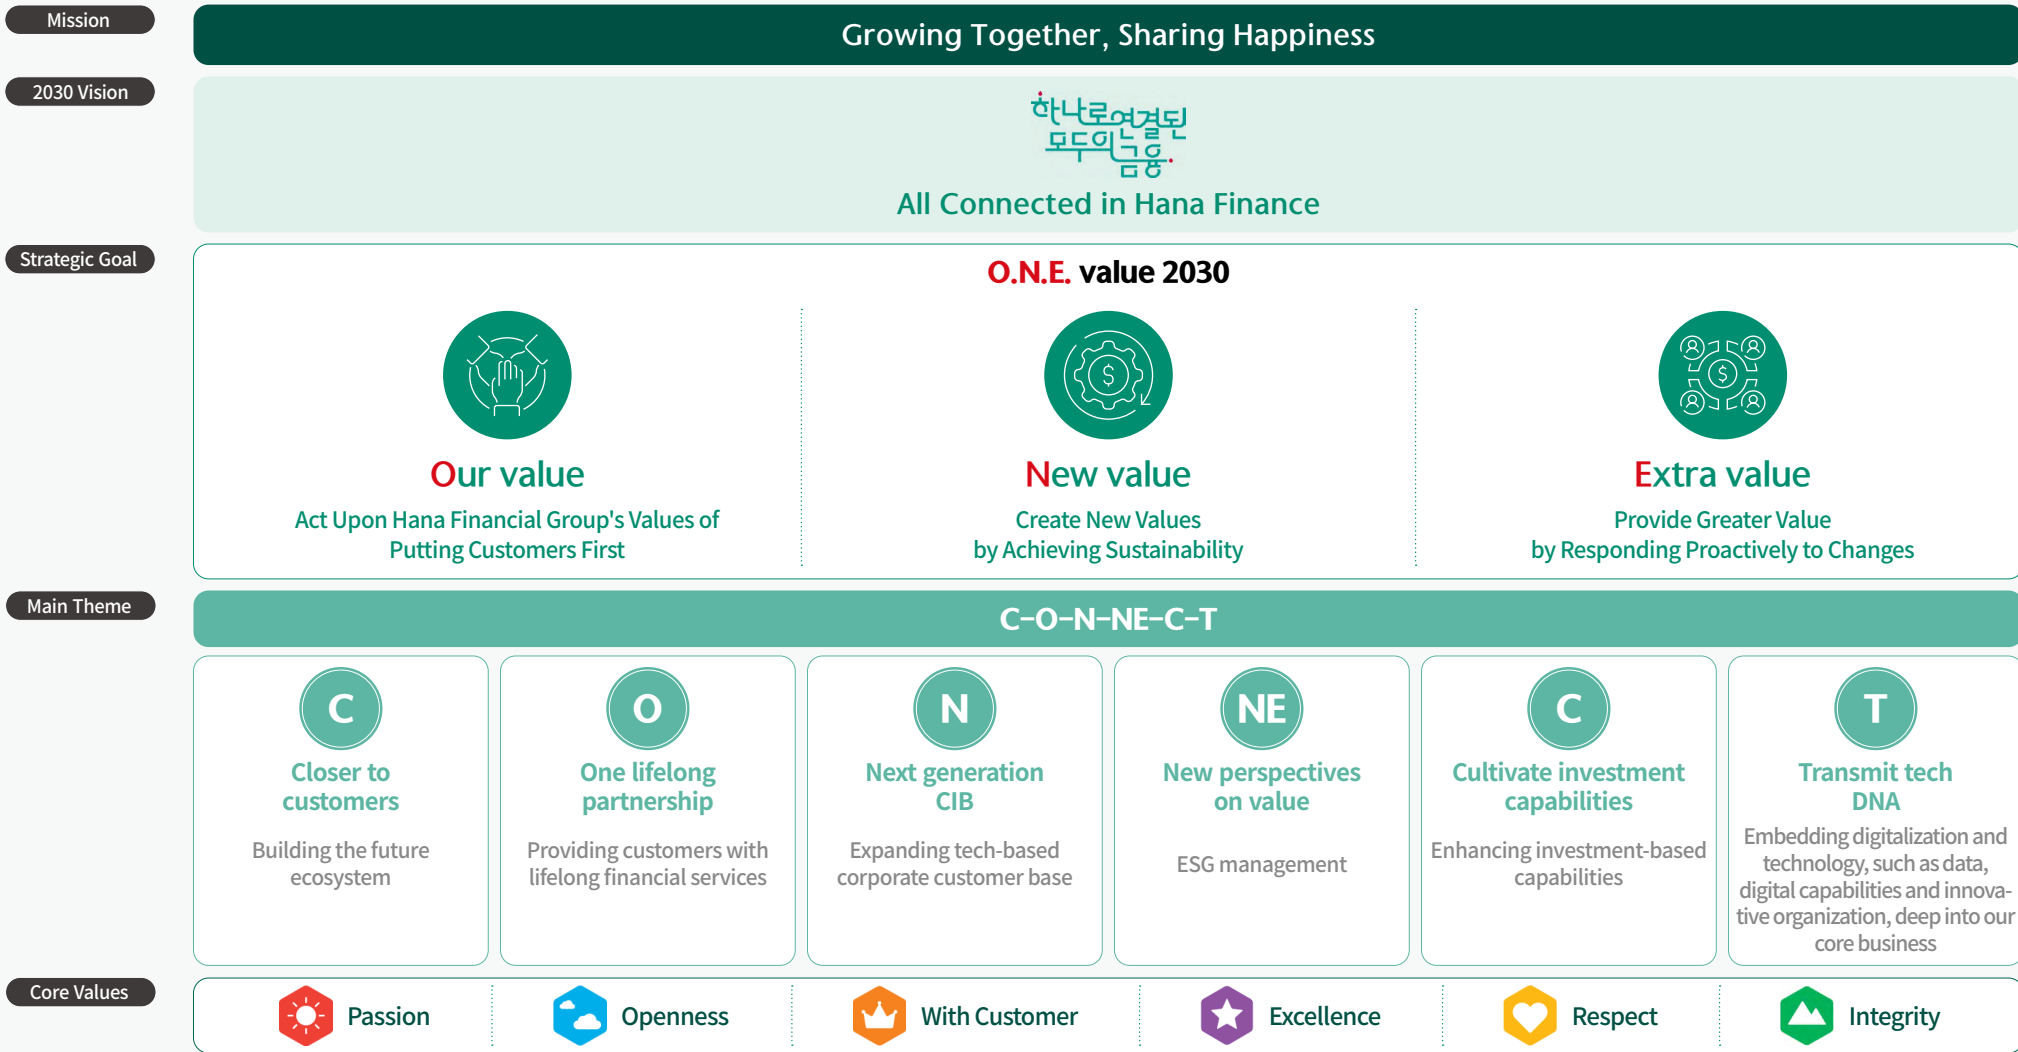 Mission
Growing Together, Sharing Happiness
2030 Vision
하나로연결된
모두의금융.
All Connected in Hana Finance
Strategic Goal
O.N.E. value 2030
$
$
Our value
New value
Extra value
Act Upon Hana Financial Group's Values of
Putting Customers First
Create New Values
by Achieving Sustainability
Provide Greater Value
by Responding Proactively to Changes
Main Theme
C-O-N-NE-C-T
C
Closer to
customers
Building the future
ecosystem
O
One lifelong
partnership
Providing customers with
lifelong financial services
N
Next generation
CIB
Expanding tech-based
corporate customer base
NE
New perspectives
on value
ESG management
C
Cultivate investment
capabilities
Enhancing investment-based
capabilities
T
Transmit tech
DNA
Embedding digitalization and
technology, such as data,
digital capabilities and innova-
tive organization, deep into our
core business
Core Values
Passion
Openness
With Customer
Excellence
Respect
Integrity